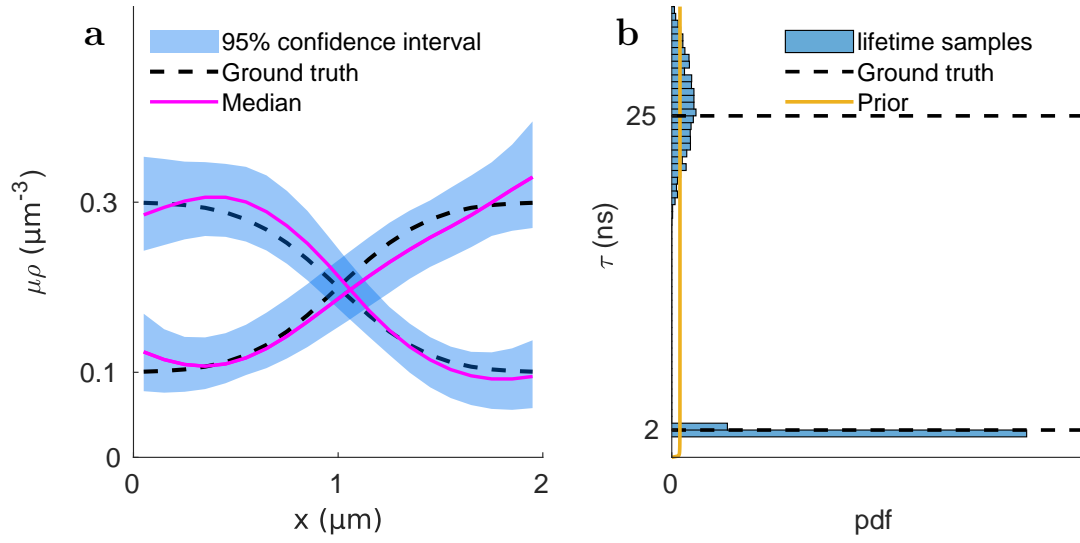 a
95% confidence interval
Ground truth
Median
0.3
0.1
0
μρ (μm⁻³)
0
1
2
x (μm)
b
lifetime samples
Ground truth
Prior
25
2
τ (ns)
0
pdf